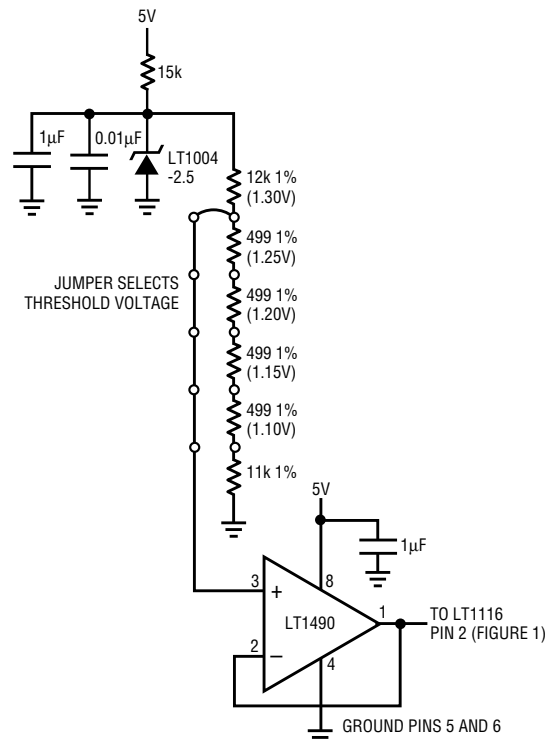 5V
15k
1µF
0.01µF
LT1004
-2.5
12k 1%
(1.30V)
499 1%
(1.25V)
JUMPER SELECTS
THRESHOLD VOLTAGE
499 1%
(1.20V)
499 1%
(1.15V)
499 1%
(1.10V)
11k 1%
5V
1µF
3
+
8
LT1490
1
TO LT1116
PIN 2 (FIGURE 1)
2
–
4
GROUND PINS 5 AND 6